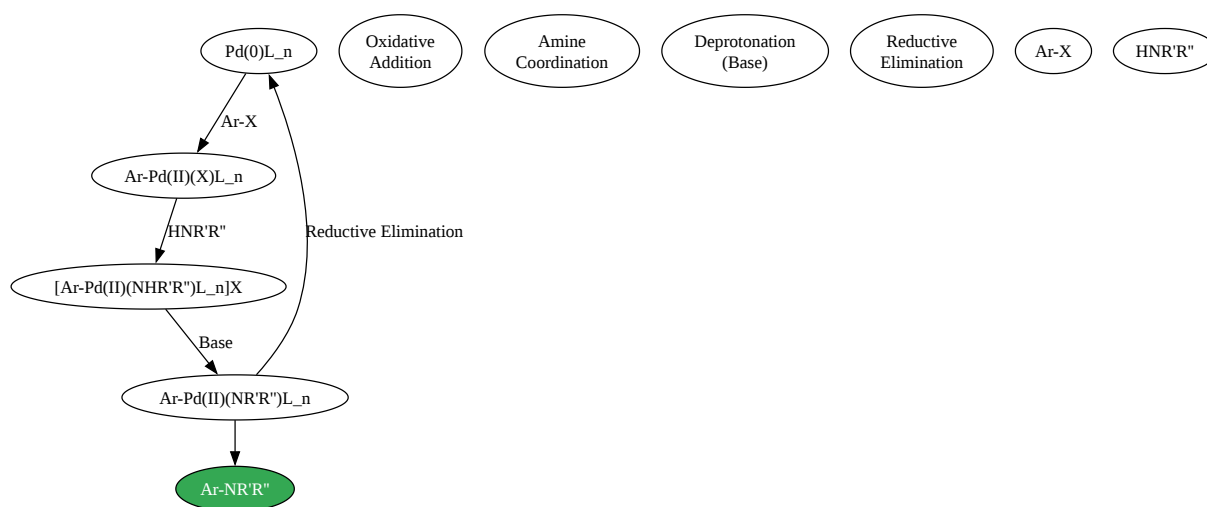 Pd(0)L_n
Oxidative
Addition
Amine
Coordination
Deprotonation
(Base)
Reductive
Elimination
Ar-X
HNR'R''
Ar-X
Ar-Pd(II)(X)L_n
HNR'R''
Reductive Elimination
[Ar-Pd(II)(NHR'R'')L_n]X
Base
Ar-Pd(II)(NR'R'')L_n
Ar-NR'R''